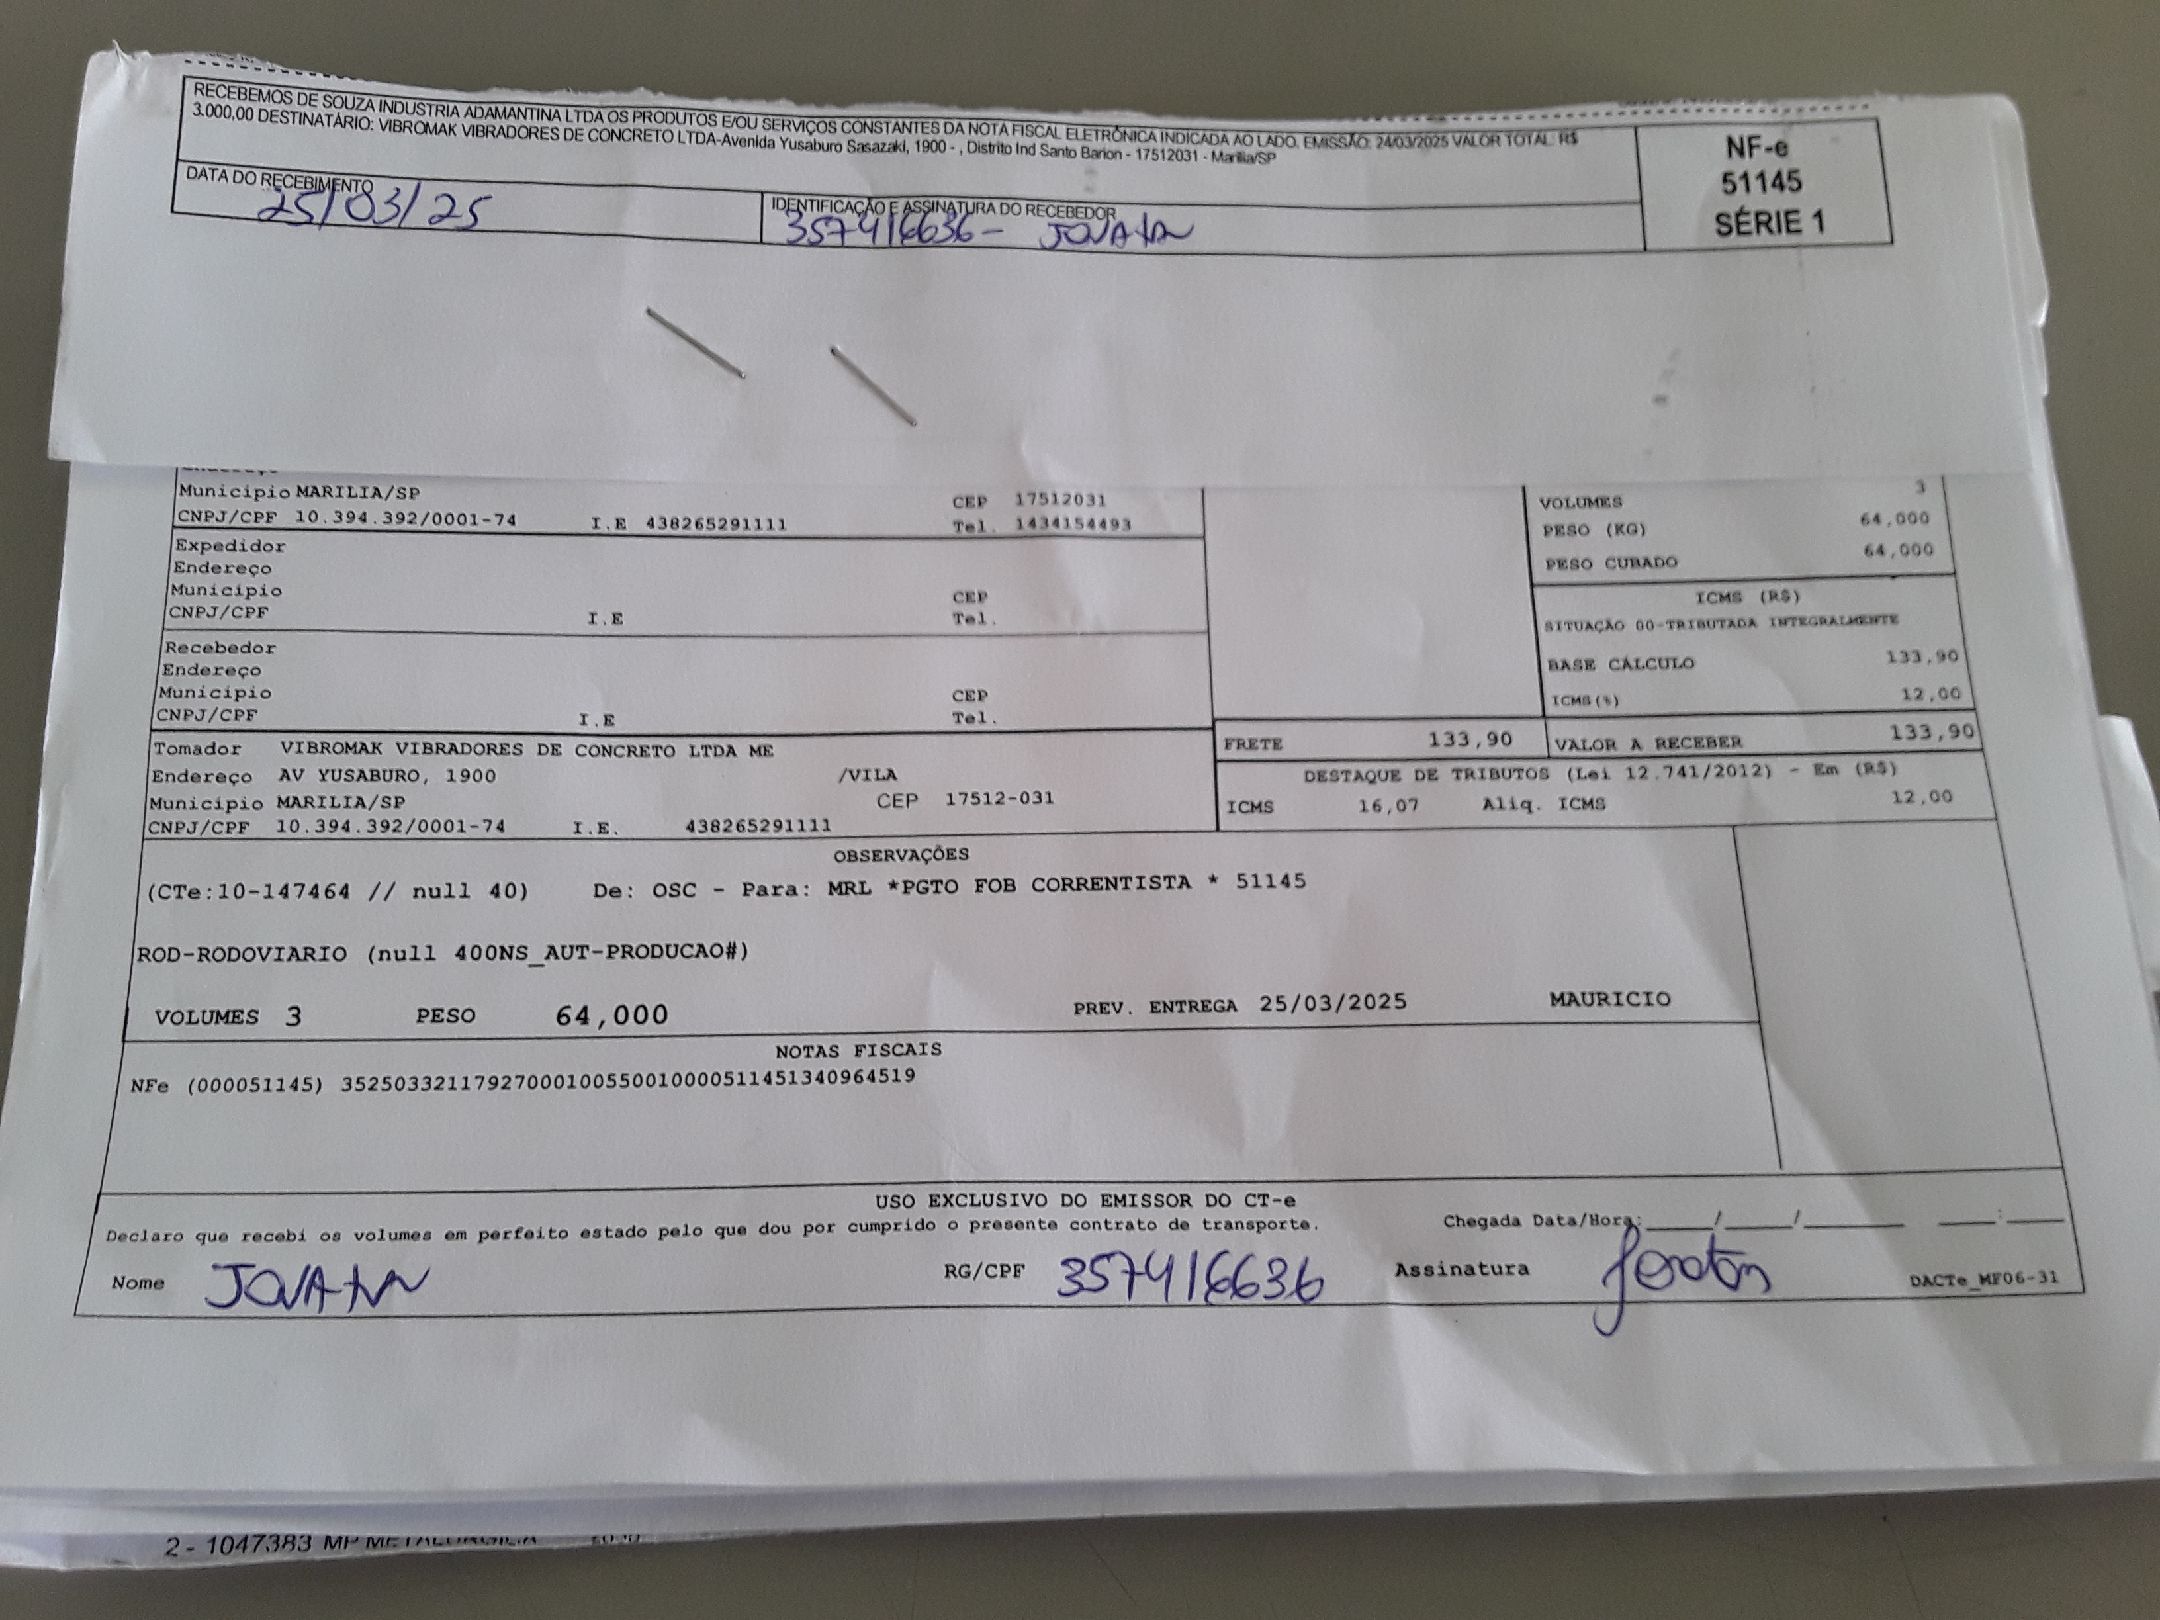 RECEBEMOS DE SOUZA INDUSTRIA ADAMANTINA LTDA OS PRODUTOS E/OU SERVIÇOS CONSTANTES DA NOTA FISCAL ELETRÔNICA INDICADA AO LADO. EMISSÃO: 24/03/2025 VALOR TOTAL: R$
3.000,00 DESTINATÁRIO: VIBROMAK VIBRADORES DE CONCRETO LTDA-Avenida Yusaburo Sasazaki, 1900 - , Distrito Ind Santo Barion - 17512031 - Marília/SP
NF-e
51145
SÉRIE 1
DATA DO RECEBIMENTO
25/03/25
IDENTIFICAÇÃO E ASSINATURA DO RECEBEDOR
357416636 -
Municipio MARILIA/SP CEP 17512031
CNPJ/CPF 10.394.392/0001-74 I.E 438265291111 Tel. 1434154493
Expedidor
Endereço
Municipio CEP
CNPJ/CPF I.E Tel.
Recebedor
Endereço
Municipio CEP
CNPJ/CPF I.E Tel.
VOLUMES 3
PESO (KG) 64,000
PESO CUBADO 64,000
ICMS (R$)
SITUAÇÃO 00-TRIBUTADA INTEGRALMENTE
BASE CÁLCULO 133,90
ICMS(%) 12,00
FRETE 133,90 VALOR A RECEBER 133,90
Tomador VIBROMAK VIBRADORES DE CONCRETO LTDA ME
Endereço AV YUSABURO, 1900 /VILA
Municipio MARILIA/SP CEP 17512-031
CNPJ/CPF 10.394.392/0001-74 I.E. 438265291111
DESTAQUE DE TRIBUTOS (Lei 12.741/2012) - Em (R$)
ICMS 16,07 Aliq. ICMS 12,00
OBSERVAÇÕES
(CTe:10-147464 // null 40) De: OSC - Para: MRL *PGTO FOB CORRENTISTA * 51145
ROD-RODOVIARIO (null 400NS_AUT-PRODUCAO#)
VOLUMES 3 PESO 64,000 PREV. ENTREGA 25/03/2025 MAURICIO
NOTAS FISCAIS
NFe (000051145) 35250332117927000100550010000511451340964519
USO EXCLUSIVO DO EMISSOR DO CT-e
Declaro que recebi os volumes em perfeito estado pelo que dou por cumprido o presente contrato de transporte. Chegada Data/Hora:_____/_____/________ ____:____
Nome RG/CPF 357416636 Assinatura DACTe_MF06-31
2 - 1047383 MP METALURGICA